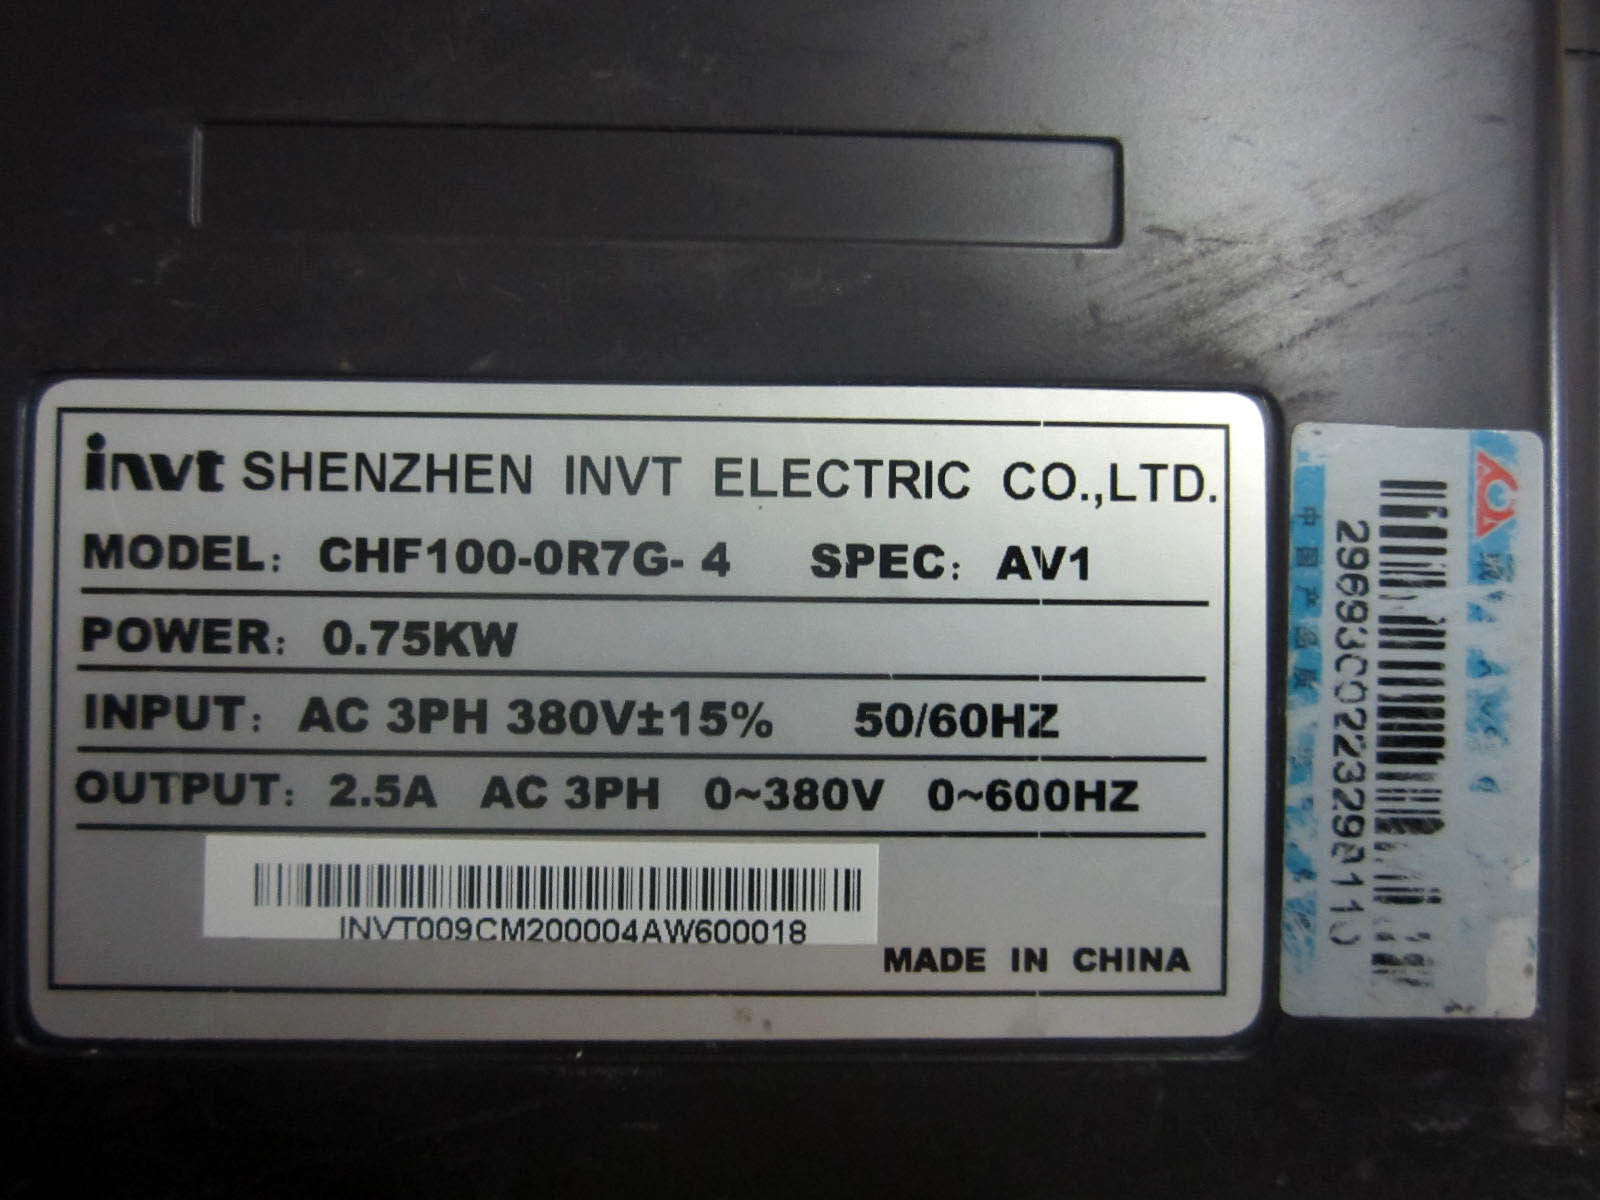 invt SHENZHEN INVT ELECTRIC CO.,LTD.
MODEL: CHF100-0R7G- 4 SPEC: AV1
POWER: 0.75KW
INPUT: AC 3PH 380V±15% 50/60HZ
OUTPUT: 2.5A AC 3PH 0~380V 0~600HZ
INVT009CM200004AW600018
MADE IN CHINA